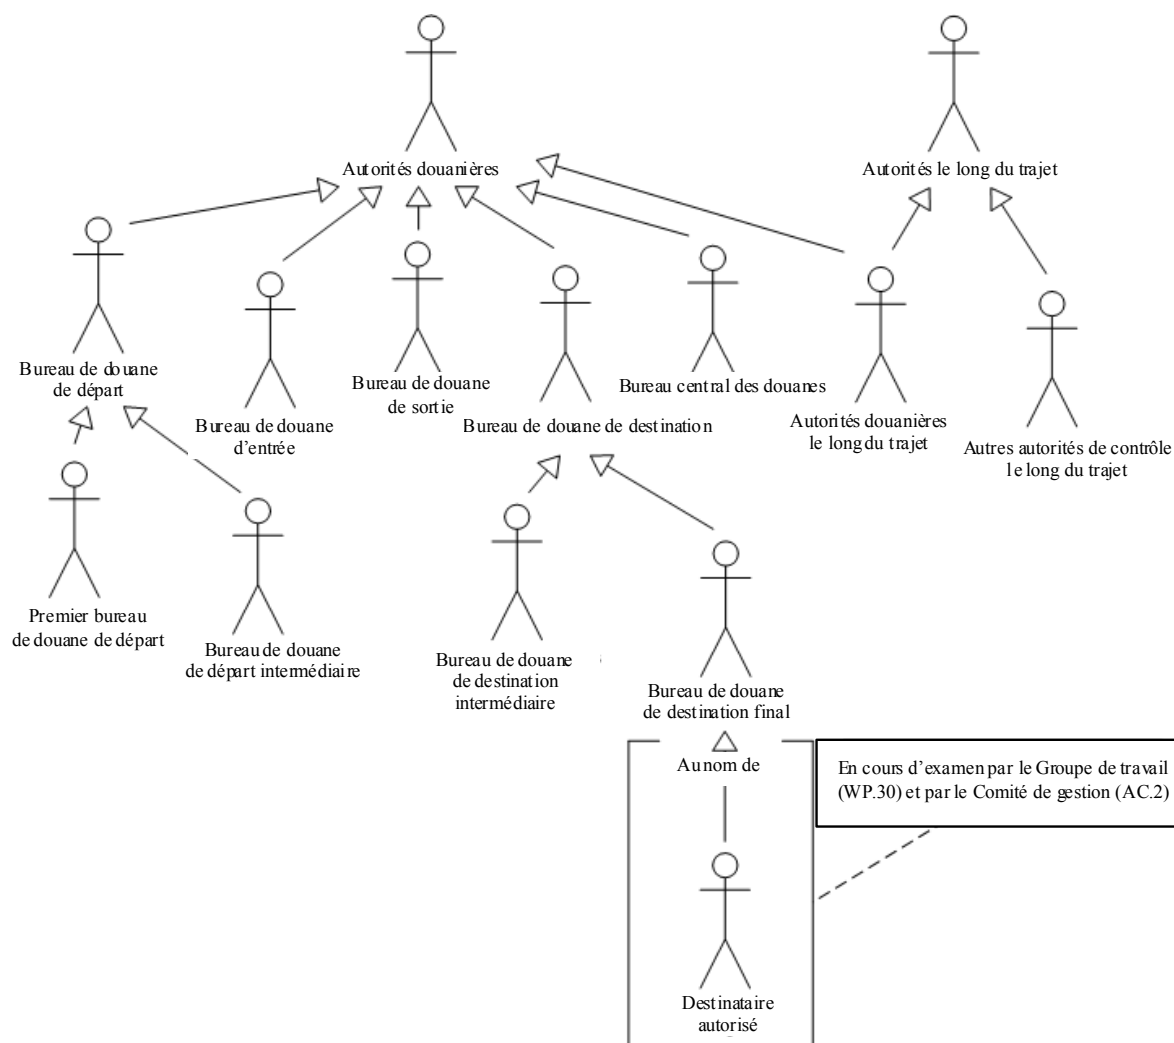 Autorités douanières
Autorités le long du trajet
Bureau de douane
de départ
Bureau de douane
d'entrée
Bureau de douane
de sortie
Bureau de douane de destination
Bureau central des douanes
Autorités douanières
le long du trajet
Autres autorités de contrôle
le long du trajet
Premier bureau
de douane de départ
Bureau de douane
de départ intermédiaire
Bureau de douane
de destination
intermédiaire
Bureau de douane
de destination final
Au nom de
En cours d'examen par le Groupe de travail
(WP.30) et par le Comité de gestion (AC.2)
Destinataire
autorisé